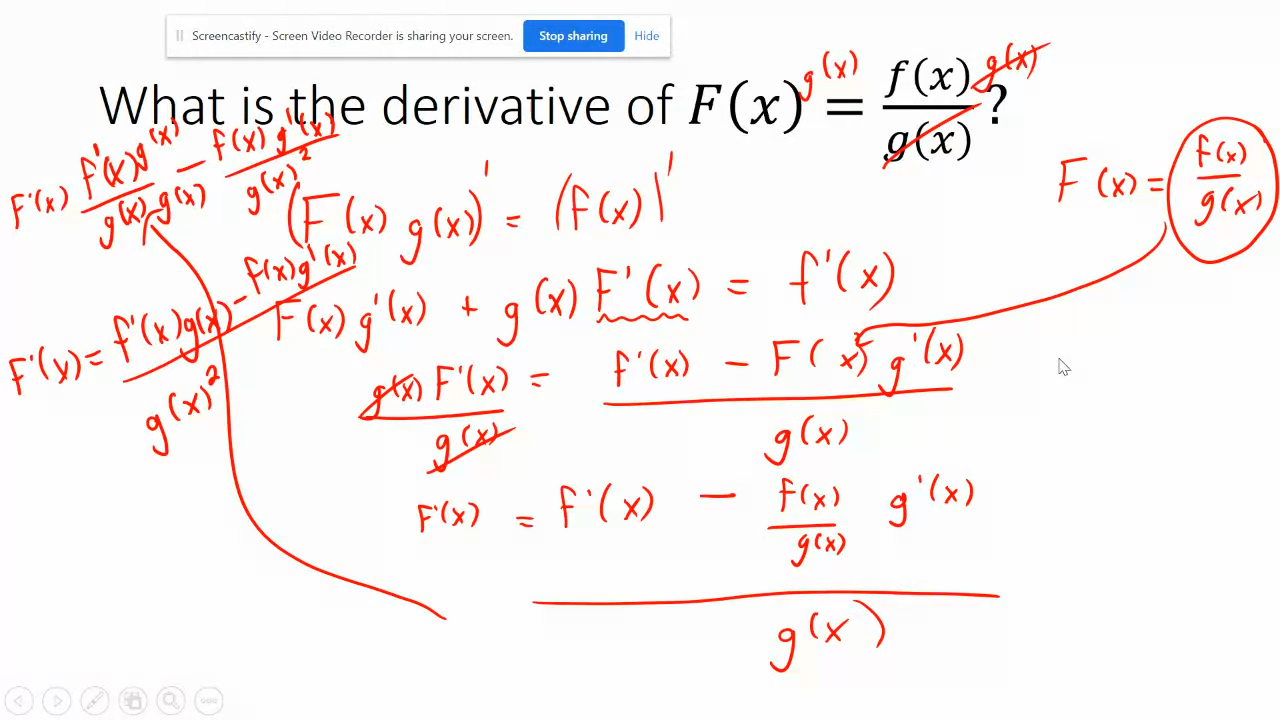 Screencastify - Screen Video Recorder is sharing your screen. Stop sharing Hide
What is the derivative of F(x) = f(x)/g(x)?
g(x) g(x)
F(x) = f(x)/g(x)
(F(x) g(x))' = (f(x))'
F(x) g'(x) + g(x) F'(x) = f'(x)
g(x) F'(x)/g(x) = f'(x) - F(x) g'(x)/g(x)
F'(x) = f'(x) - f(x)/g(x) g'(x)
g(x)
F'(x) f'(x) g(x)/g(x) g(x) - f(x) g'(x)/g(x)²
F'(x) = f'(x) g(x) - f(x) g'(x)/g(x)²